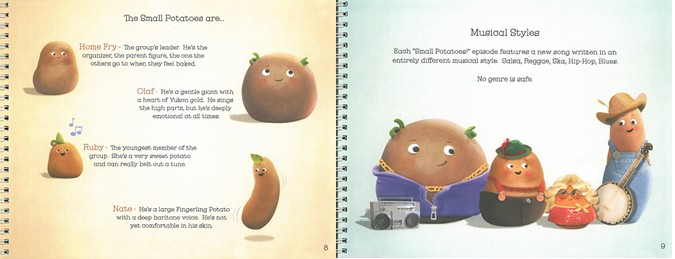 The Small Potatoes are...
Home Fry - The group's leader. He's the
organizer, the parent figure, the one the
others go to when they feel baked.
Olaf - He's a gentle giant with
a heart of Yukon gold. He sings
the high parts, but he's deeply
emotional at all times.
Ruby - The youngest member of the
group. She's a very sweet potato
and can really belt out a tune.
Nate - He's a large Fingerling Potato
with a deep baritone voice. He's not
yet comfortable in his skin.
8
Musical Styles
Each "Small Potatoes!" episode features a new song written in an
entirely different musical style. Salsa, Reggae, Ska, Hip-Hop, Blues.
No genre is safe.
9